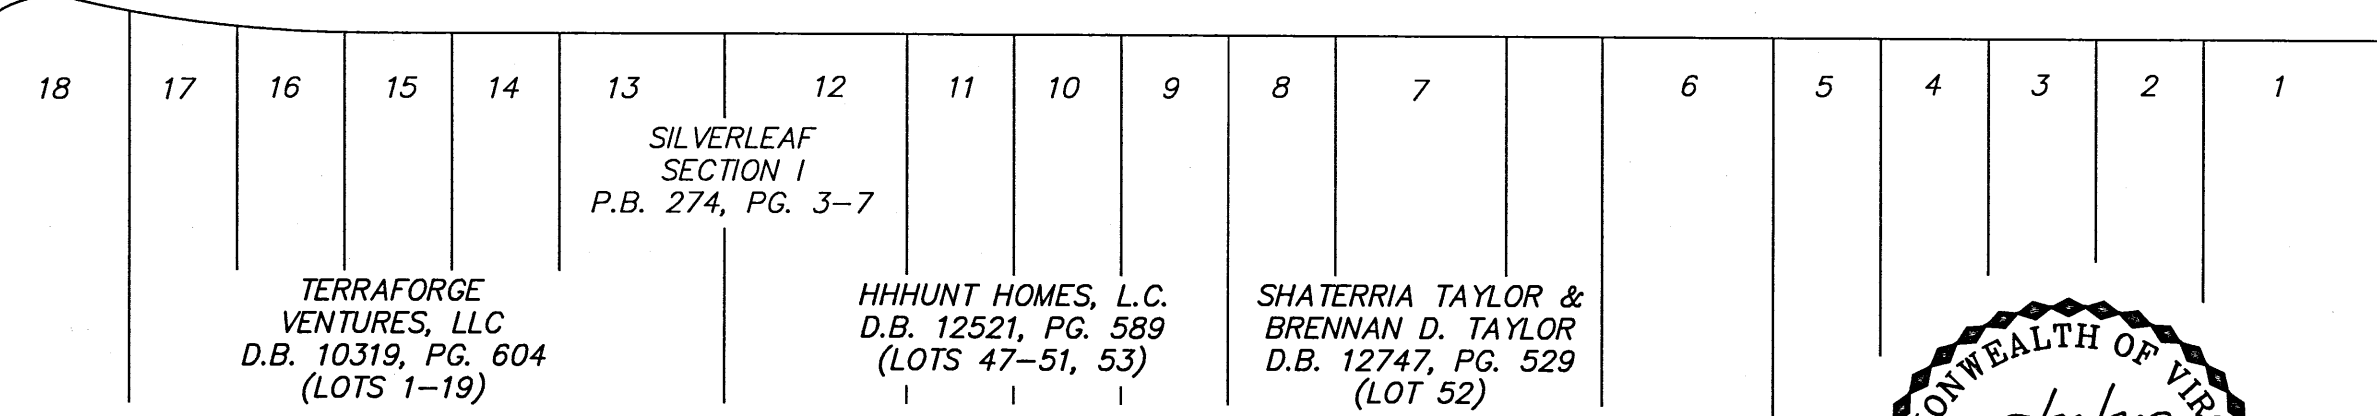 18 17 16 15 14 13 12 11 10 9 8 7 6 5 4 3 2 1
SILVERLEAF
SECTION I
P.B. 274, PG. 3-7
TERRAFORGE
VENTURES, LLC
D.B. 10319, PG. 604
(LOTS 1-19)
HHHUNT HOMES, L.C.
D.B. 12521, PG. 589
(LOTS 47-51, 53)
SHATERRIA TAYLOR &
BRENNAN D. TAYLOR
D.B. 12747, PG. 529
(LOT 52)
ONWEALTH OF VIR